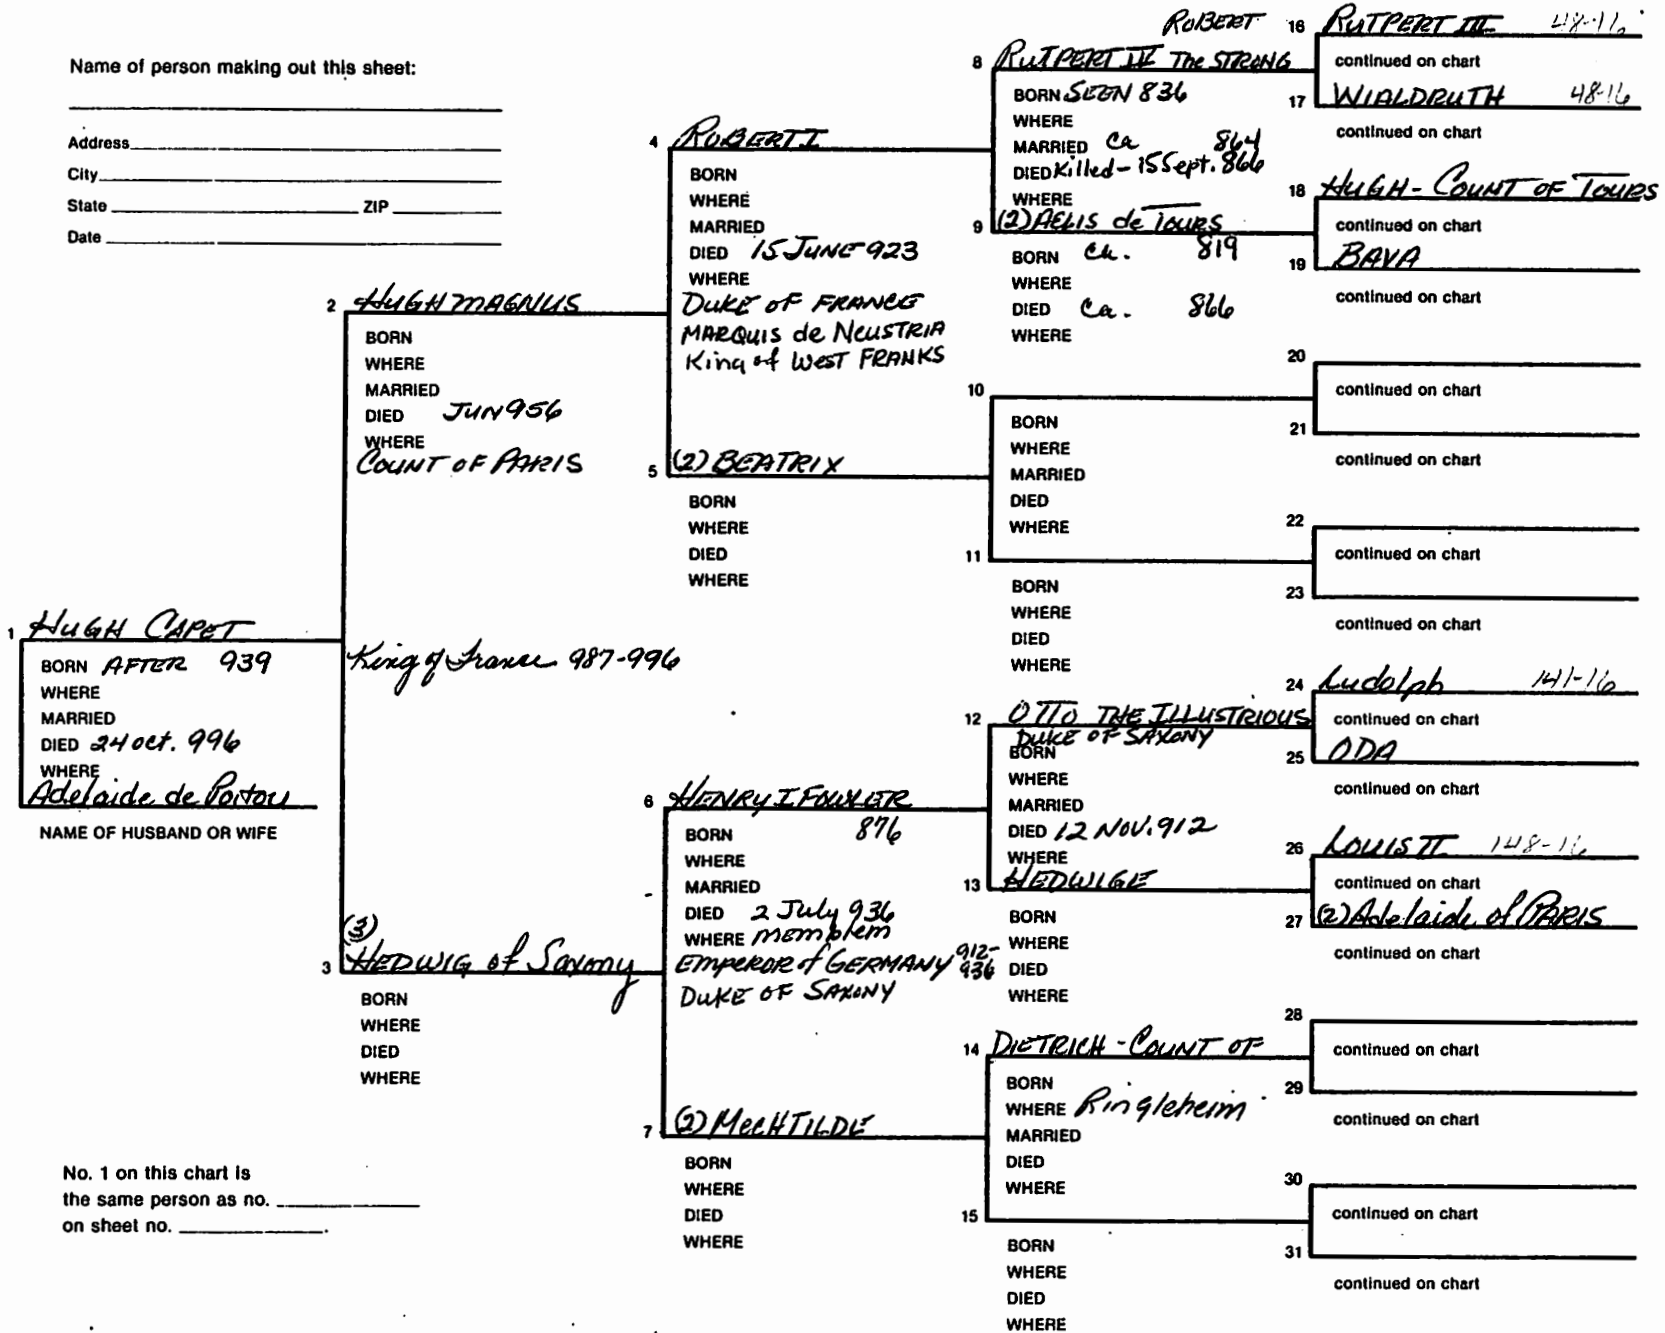 Name of person making out this sheet:
Address
City
State ZIP
Date
1 HUGH CAPET
BORN AFTER 939
WHERE
MARRIED
DIED 24 oct. 996
WHERE
Adelaide de Poitou
NAME OF HUSBAND OR WIFE
King of France 987-996
No. 1 on this chart is
the same person as no.
on sheet no. .
2 HUGH MAGNUS
BORN
WHERE
MARRIED
DIED JUN 956
WHERE
COUNT OF PARIS
(3)
3 HEDWIG of Saxony
BORN
WHERE
DIED
WHERE
4 ROBERT I
BORN
WHERE
MARRIED
DIED 15 JUNE 923
WHERE
DUKE OF FRANCE
MARQUIS de NEUSTRIA
King of WEST FRANKS
5 (2) BEATRIX
BORN
WHERE
DIED
WHERE
6 HENRY I FOWLER
BORN 876
WHERE
MARRIED
DIED 2 July 936
WHERE memblem
EMPEROR of GERMANY 912-
936
DUKE OF SAXONY
7 (2) MECHTILDE
BORN
WHERE
DIED
WHERE
ROBERT
8 RUTPERT IV The STRONG
BORN SEEN 836
WHERE
MARRIED Ca 864
DIED Killed - 15 Sept. 866
WHERE
9 (2) AELIS de TOURS
BORN Ca. 819
WHERE
DIED Ca. 866
WHERE
10
BORN
WHERE
MARRIED
DIED
WHERE
11
BORN
WHERE
DIED
WHERE
12 OTTO THE ILLUSTRIOUS
DUKE OF SAXONY
BORN
WHERE
MARRIED
DIED 12 NOV. 912
WHERE
13 HEDWIGE
BORN
WHERE
DIED
WHERE
14 DIETRICH - COUNT OF
BORN
WHERE Ringleheim
MARRIED
DIED
WHERE
15
BORN
WHERE
DIED
WHERE
16 RUTPERT III 48-16
continued on chart
17 WIALDRUTH 48-16
continued on chart
18 HUGH - COUNT OF TOURS
continued on chart
19 BAVA
continued on chart
20
continued on chart
21
continued on chart
22
continued on chart
23
continued on chart
24 Ludolph 141-16
continued on chart
25 ODA
continued on chart
26 LOUIS II 148-16
continued on chart
27 (2) Adelaide of PARIS
continued on chart
28
continued on chart
29
continued on chart
30
continued on chart
31
continued on chart